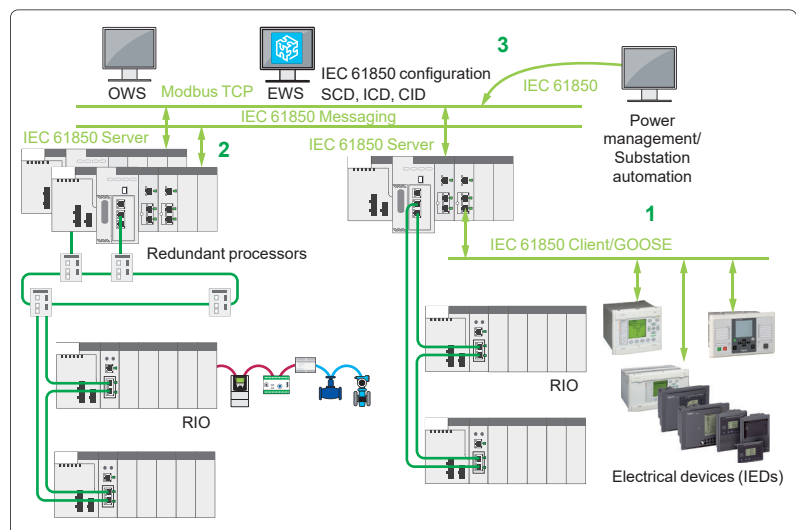 3
OWS
Modbus TCP
EWS
IEC 61850 configuration
SCD, ICD, CID
IEC 61850
IEC 61850 Messaging
Power
management/
Substation
automation
IEC 61850 Server
2
IEC 61850 Server
1
Redundant processors
IEC 61850 Client/GOOSE
RIO
RIO
Electrical devices (IEDs)